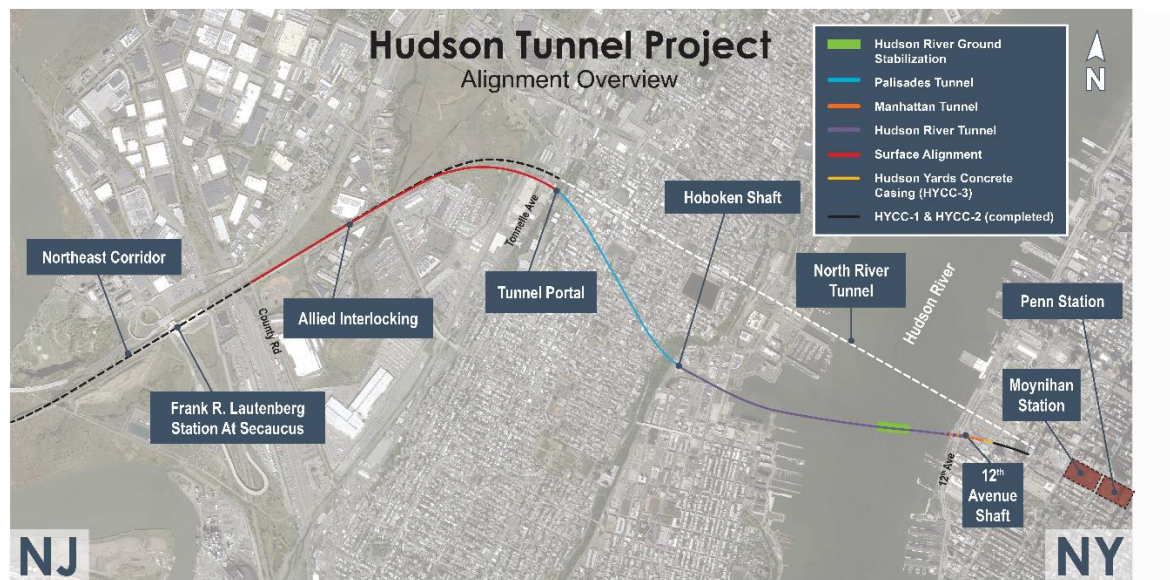 Hudson Tunnel Project
Alignment Overview
Hudson River Ground
Stabilization
Palisades Tunnel
Manhattan Tunnel
Hudson River Tunnel
Surface Alignment
Hudson Yards Concrete
Casing (HYCC-3)
HYCC-1 & HYCC-2 (completed)
N
Hoboken Shaft
Tonnelle Ave
Northeast Corridor
Tunnel Portal
North River
Tunnel
Hudson River
Penn Station
Allied Interlocking
County Rd
Moynihan
Station
Frank R. Lautenberg
Station At Secaucus
12th Ave
12th
Avenue
Shaft
NJ
NY